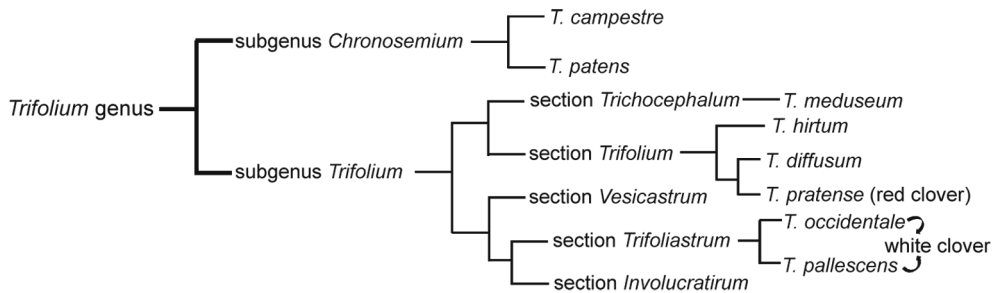 T. campestre
subgenus Chronosemium
T. patens
Trifolium genus
section Trichocephalum
T. meduseum
T. hirtum
section Trifolium
T. diffusum
subgenus Trifolium
T. pratense (red clover)
section Vesicastrum
T. occidentale
section Trifoliastrum
white clover
T. pallescens
section Involucratirum